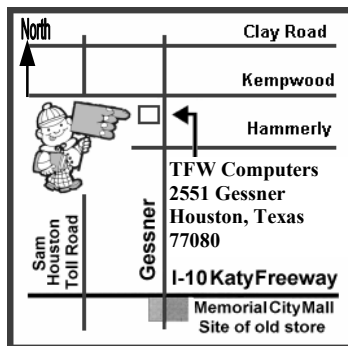 North
Clay Road
Kempwood
Hammerly
TFW Computers
2551 Gessner
Houston, Texas
77080
Sam
Houston
Toll Road
Gessner
I-10 Katy Freeway
Memorial City Mall
Site of old store